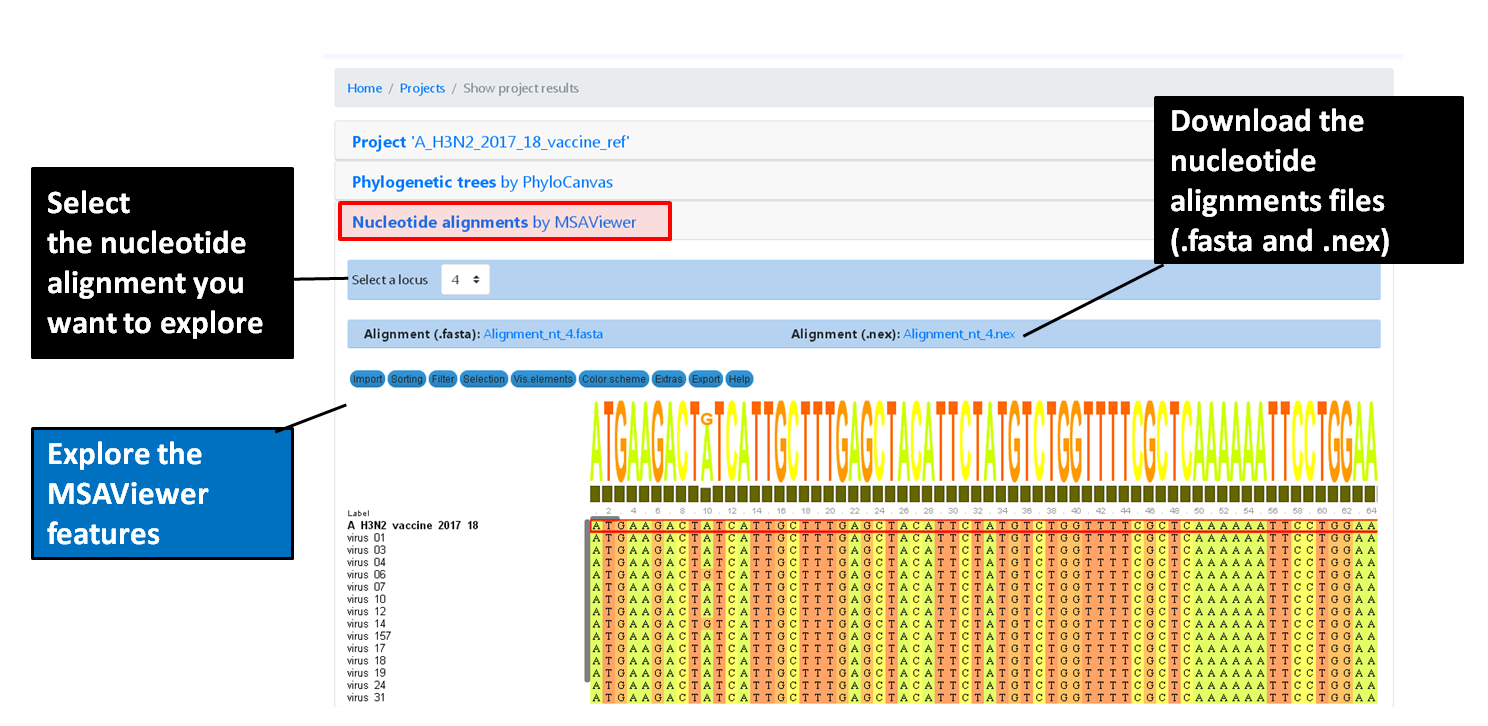 Home / Projects / Show project results
Project 'A_H3N2_2017_18_vaccine_ref'
Phylogenetic trees by PhyloCanvas
Nucleotide alignments by MSAViewer
Download the
nucleotide
alignments files
(.fasta and .nex)
Select
the nucleotide
alignment you
want to explore
Select a locus 4
Alignment (.fasta): Alignment_nt_4.fasta Alignment (.nex): Alignment_nt_4.nex
Import Sorting Filter Selection Vis.elements Color scheme Extras Export Help
Explore the
MSAViewer
features
G
ATGAAGACTATCATTGCTTTGAGCTACATTCTATGTCTGGTTTTCGCTCAAAAAATTCCTGGAA
Label . 2 . 4 . 6 . 8 . 10 . 12 . 14 . 16 . 18 . 20 . 22 . 24 . 26 . 28 . 30 . 32 . 34 . 36 . 38 . 40 . 42 . 44 . 46 . 48 . 50 . 52 . 54 . 56 . 58 . 60 . 62 . 64
A H3N2 vaccine 2017 18 ATGAAGACTATCATTGCTTTGAGCTACATTCTATGTCTGGTTTTCGCTCAAAAAATTCCTGGAA
virus 01 ATGAAGACTATCATTGCTTTGAGCTACATTCTATGTCTGGTTTTCGCTCAAAAAATTCCTGGAA
virus 03 ATGAAGACTATCATTGCTTTGAGCTACATTCTATGTCTGGTTTTCGCTCAAAAAATTCCTGGAA
virus 04 ATGAAGACTATCATTGCTTTGAGCTACATTCTATGTCTGGTTTTCGCTCAAAAAATTCCTGGAA
virus 06 ATGAAGACTGTCATTGCTTTGAGCTACATTCTATGTCTGGTTTTCGCTCAAAAAATTCCTGGAA
virus 07 ATGAAGACTATCATTGCTTTGAGCTACATTCTATGTCTGGTTTTCGCTCAAAAAATTCCTGGAA
virus 10 ATGAAGACTATCATTGCTTTGAGCTACATTCTATGTCTGGTTTTCGCTCAAAAAATTCCTGGAA
virus 12 ATGAAGACTATCATTGCTTTGAGCTACATTCTATGTCTGGTTTTCGCTCAAAAAATTCCTGGAA
virus 14 ATGAAGACTGTCATTGCTTTGAGCTACATTCTATGTCTGGTTTTCGCTCAAAAAATTCCTGGAA
virus 157 ATGAAGACTATCATTGCTTTGAGCTACATTCTATGTCTGGTTTTCGCTCAAAAAATTCCTGGAA
virus 17 ATGAAGACTATCATTGCTTTGAGCTACATTCTATGTCTGGTTTTCGCTCAAAAAATTCCTGGAA
virus 18 ATGAAGACTATCATTGCTTTGAGCTACATTCTATGTCTGGTTTTCGCTCAAAAAATTCCTGGAA
virus 19 ATGAAGACTATCATTGCTTTGAGCTACATTCTATGTCTGGTTTTCGCTCAAAAAATTCCTGGAA
virus 24 ATGAAGACTATCATTGCTTTGAGCTACATTCTATGTCTGGTTTTCGCTCAAAAAATTCCTGGAA
virus 31 ATGAAGACTATCATTGCTTTGAGCTACATTCTATGTCTGGTTTTCGCTCAAAAAATTCCTGGAA